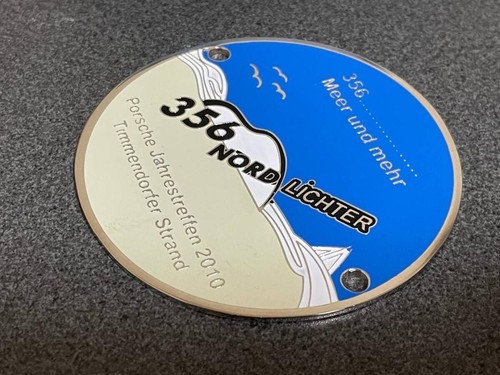 356..............
Meer und mehr
356
NORD LiCHTER
Porsche Jahrestreffen 2010
Timmendorfer Strand